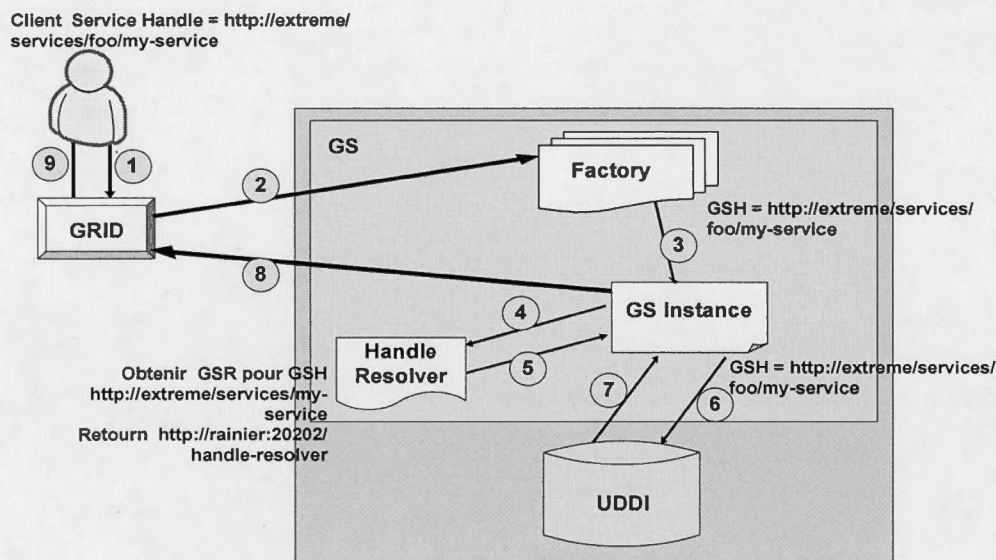 Client Service Handle = http://extreme/
services/foo/my-service
9
1
GRID
2
GS
Factory
GSH = http://extreme/services/
foo/my-service
3
8
GS Instance
4
5
Handle
Resolver
GSH = http://extreme/services/
foo/my-service
7
6
Obtenir GSR pour GSH
http://extreme/services/my-
service
Retourn http://rainier:20202/
handle-resolver
UDDI